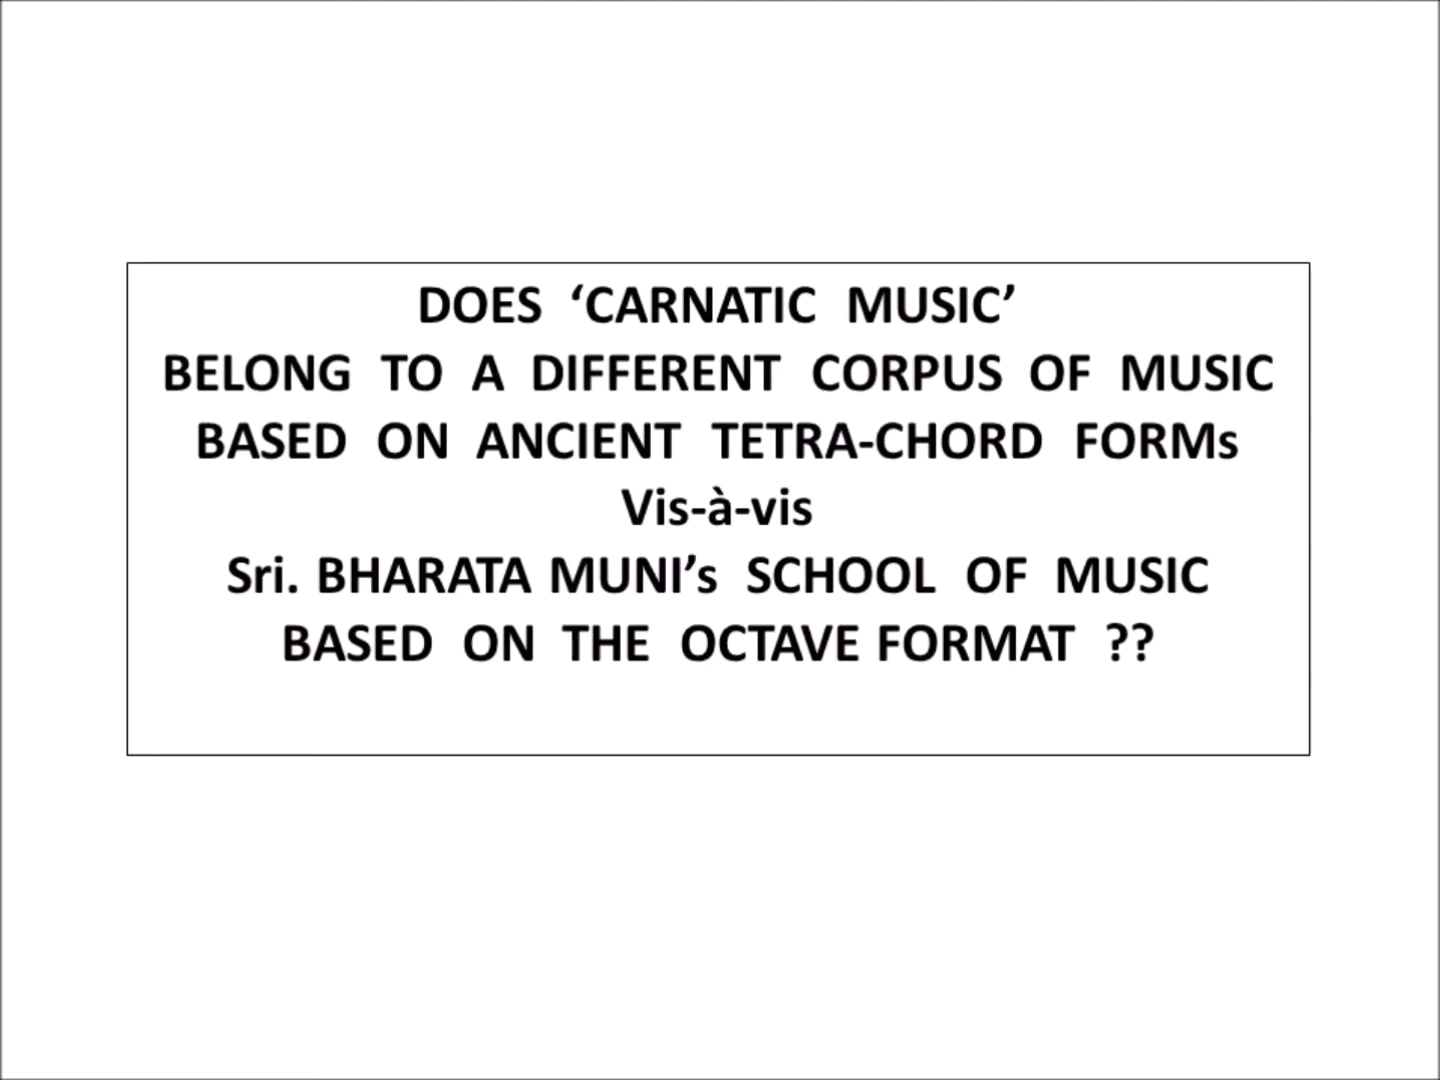 DOES ‘CARNATIC MUSIC’
BELONG TO A DIFFERENT CORPUS OF MUSIC
BASED ON ANCIENT TETRA-CHORD FORMs
Vis-à-vis
Sri. BHARATA MUNI’s SCHOOL OF MUSIC
BASED ON THE OCTAVE FORMAT ??